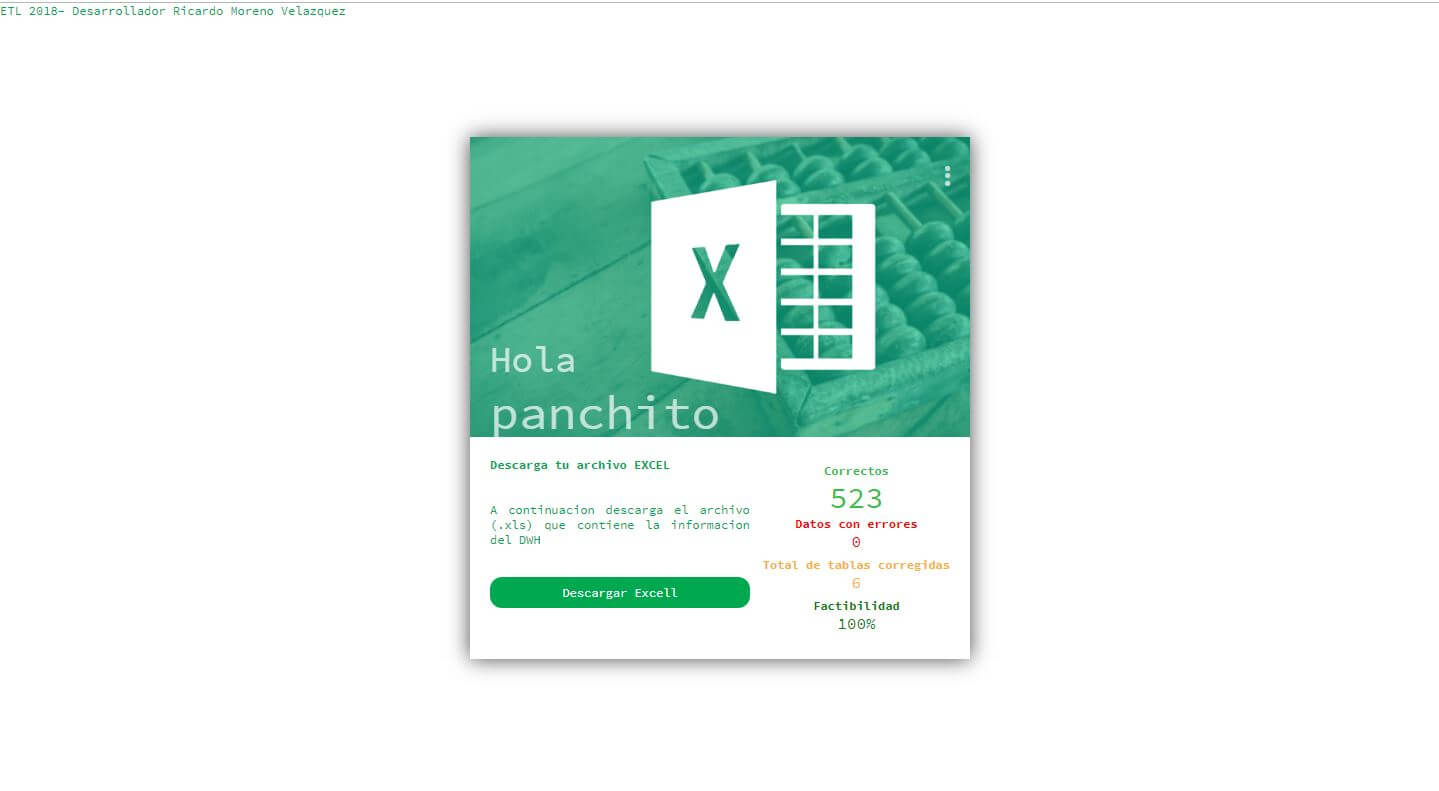 ETL 2018- Desarrollador Ricardo Moreno Velazquez
X
Hola
panchito
Descarga tu archivo EXCEL
A continuacion descarga el archivo
(.xls) que contiene la informacion
del DWH
Descargar Excell
Correctos
523
Datos con errores
0
Total de tablas corregidas
6
Factibilidad
100%